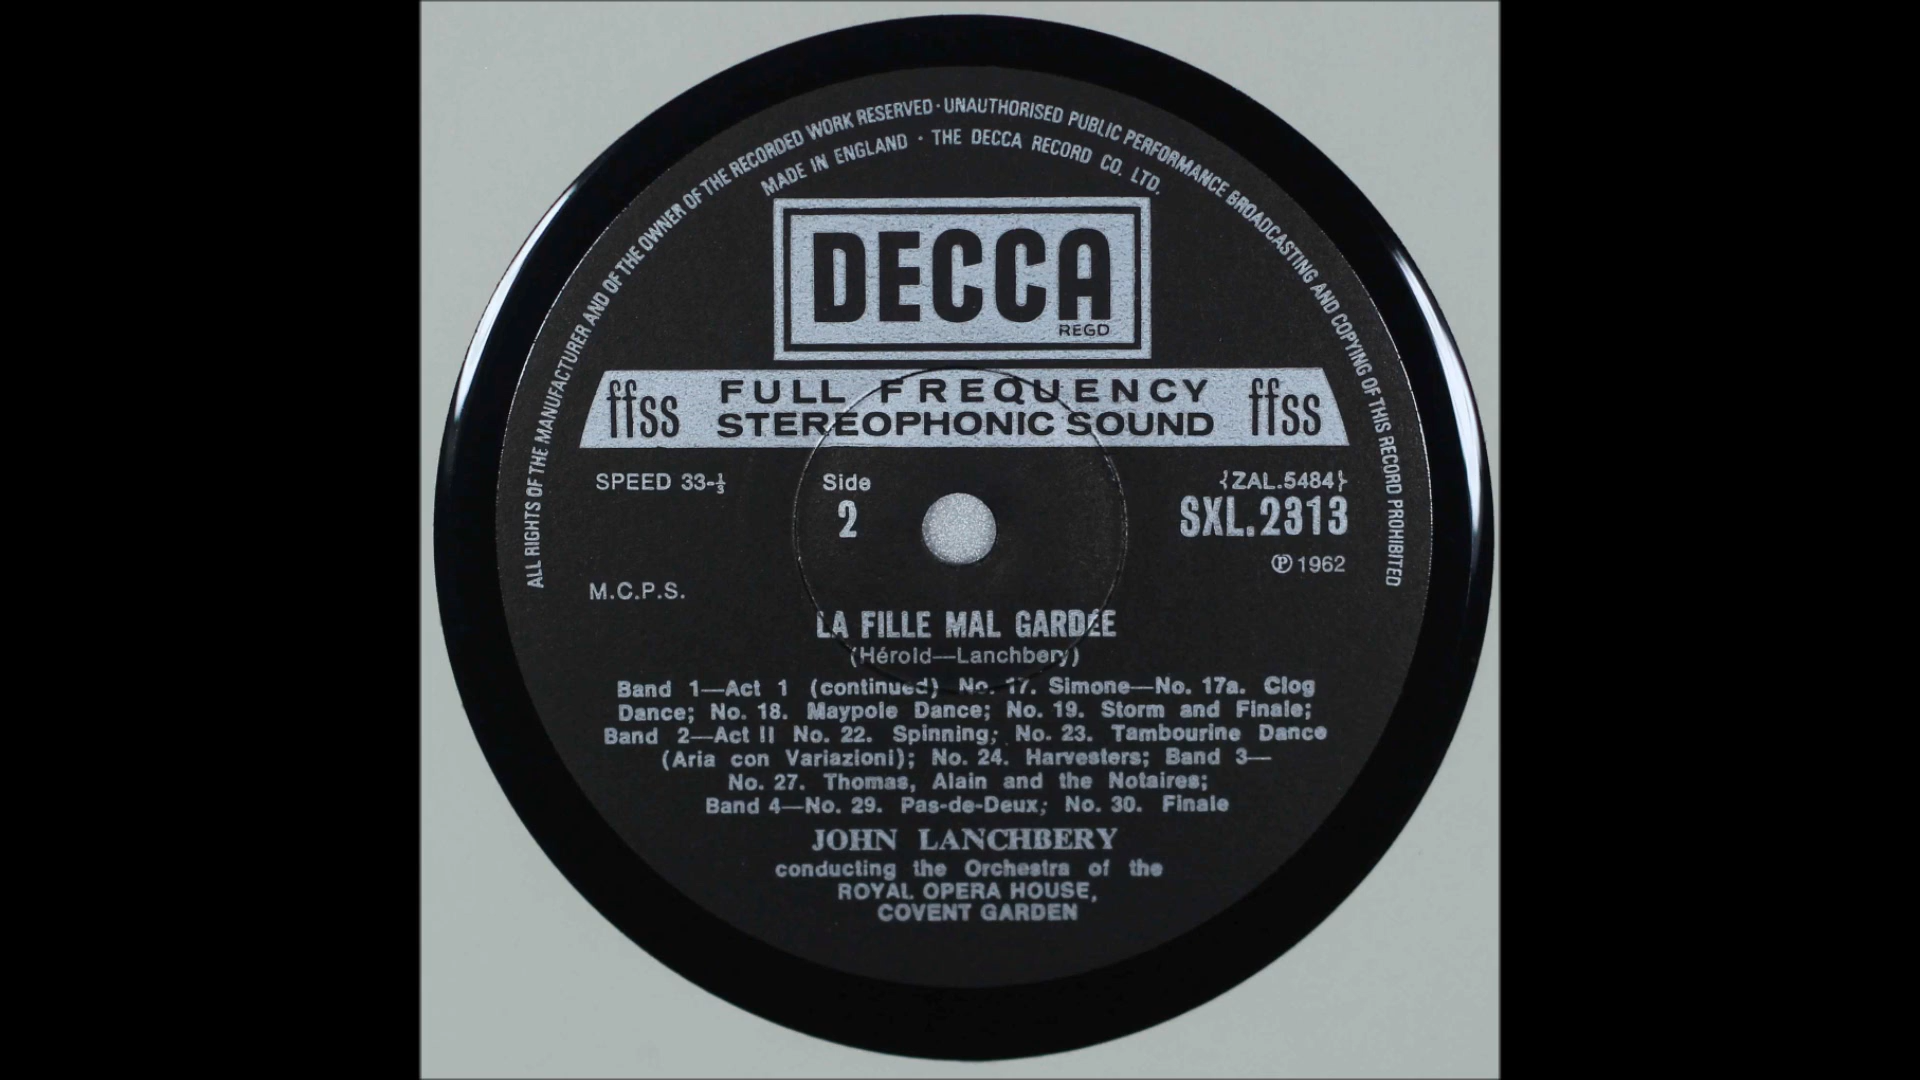 ALL RIGHTS OF THE MANUFACTURER AND OF THE OWNER OF THE RECORDED WORK RESERVED · UNAUTHORISED PUBLIC PERFORMANCE BROADCASTING AND COPYING OF THIS RECORD PROHIBITED
MADE IN ENGLAND · THE DECCA RECORD CO. LTD.
DECCA
REGD
ffss FULL FREQUENCY STEREOPHONIC SOUND ffss
SPEED 33-⅓
Side
2
{ZAL.5484}
SXL.2313
Ⓟ 1962
M.C.P.S.
LA FILLE MAL GARDÉE
(Hérold—Lanchbery)
Band 1—Act 1 (continued) No. 17. Simone—No. 17a. Clog
Dance; No. 18. Maypole Dance; No. 19. Storm and Finale;
Band 2—Act II No. 22. Spinning; No. 23. Tambourine Dance
(Aria con Variazioni); No. 24. Harvesters; Band 3—
No. 27. Thomas, Alain and the Notaires;
Band 4—No. 29. Pas-de-Deux; No. 30. Finale
JOHN LANCHBERY
conducting the Orchestra of the
ROYAL OPERA HOUSE,
COVENT GARDEN